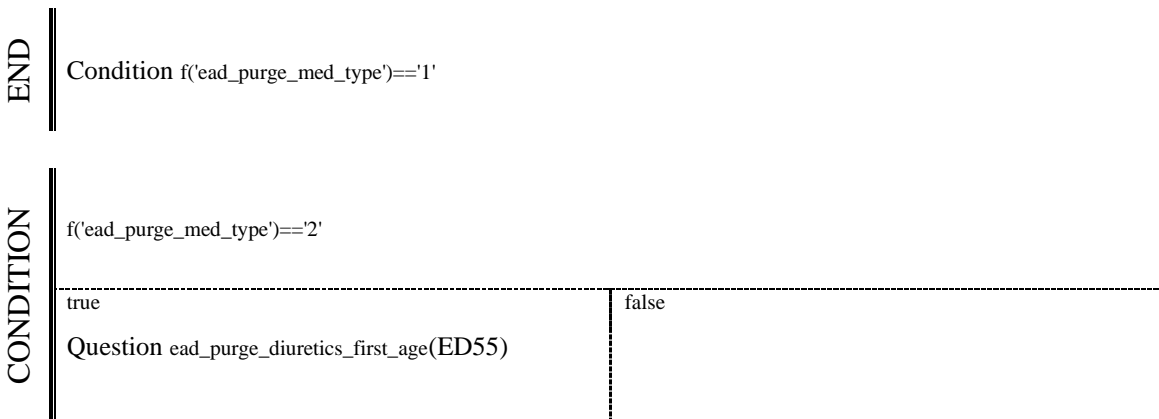 END
Condition f('ead_purge_med_type')=='1'
CONDITION
f('ead_purge_med_type')=='2'
true
false
Question ead_purge_diuretics_first_age(ED55)